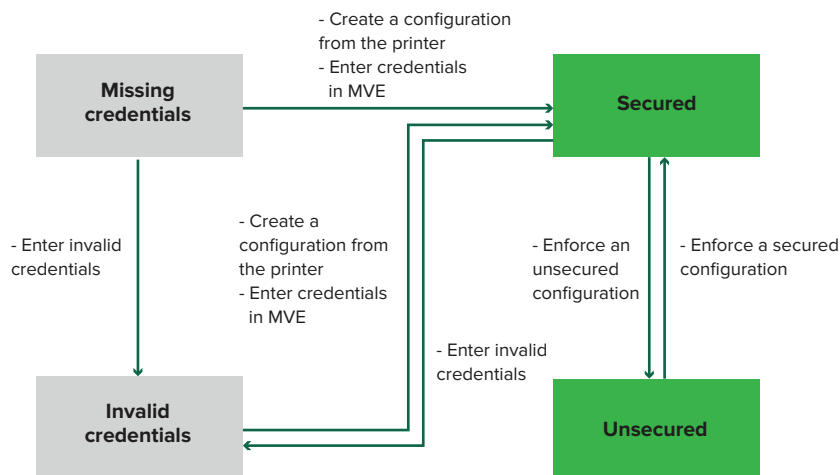 - Create a configuration
from the printer
- Enter credentials
in MVE
Missing
credentials
Secured
- Enter invalid
credentials
- Create a
configuration from
the printer
- Enter credentials
in MVE
- Enforce an
unsecured
configuration
- Enforce a secured
configuration
- Enter invalid
credentials
Invalid
credentials
Unsecured